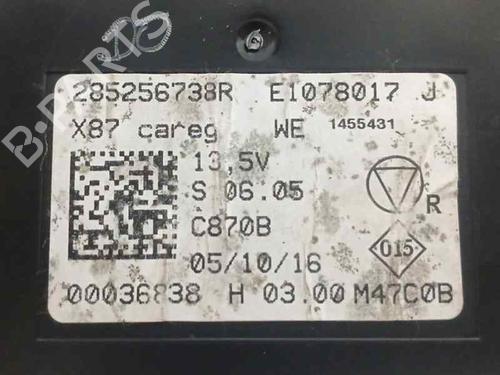 285256738R E1078017 J
X87 careg WE 1455431
13,5V
S 06.05
C870B
R
015
05/10/16
00036838 H 03.00 M47C0B
B-PARTS